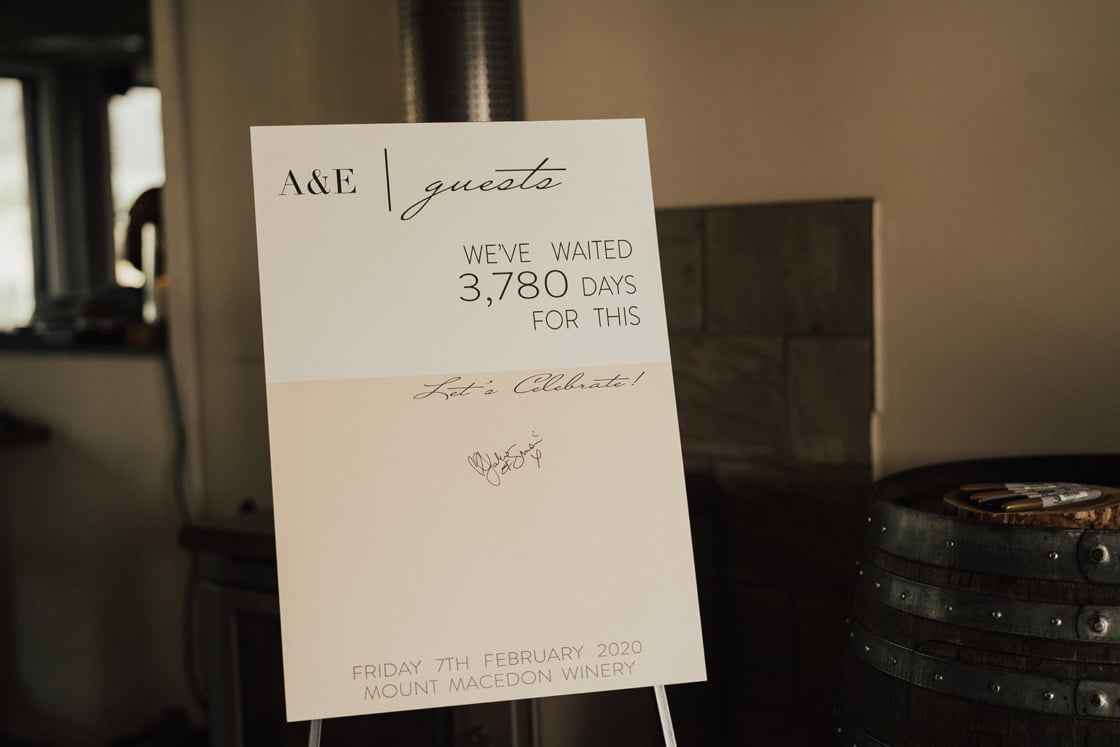 A&E | guests
WE'VE WAITED
3,780 DAYS
FOR THIS
Let's Celebrate!
FRIDAY 7TH FEBRUARY 2020
MOUNT MACEDON WINERY